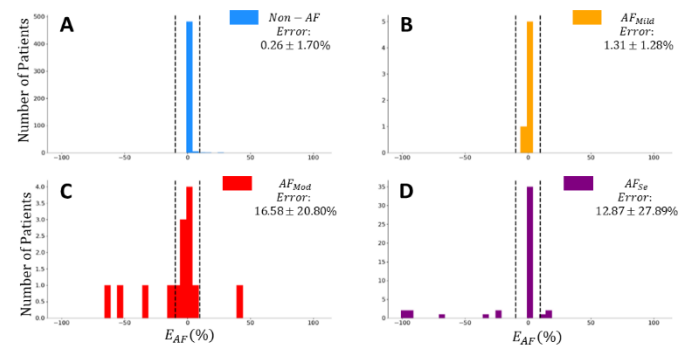 A
Non − AF
Error:
0.26 ± 1.70%
Number of Patients
500
400
300
200
100
0
−100
−50
0
50
100
B
AF_Mild
Error:
1.31 ± 1.28%
5
4
3
2
1
0
−100
−50
0
50
100
C
AF_Mod
Error:
16.58 ± 20.80%
Number of Patients
4.0
3.5
3.0
2.5
2.0
1.5
1.0
0.5
0.0
−100
−50
0
50
100
E_AF(%)
D
AF_Se
Error:
12.87 ± 27.89%
35
30
25
20
15
10
5
0
−100
−50
0
50
100
E_AF(%)